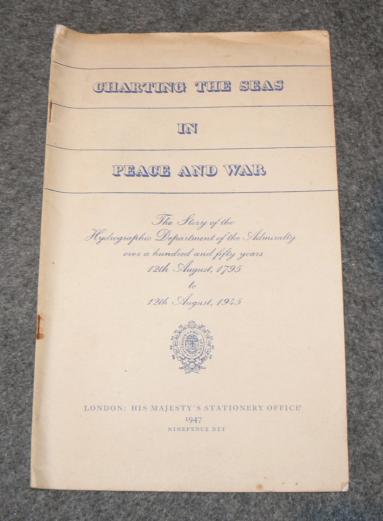 CHARTING THE SEAS
IN
PEACE AND WAR
The Story of the
Hydrographic Department of the Admiralty
over a hundred and fifty years
12th August, 1795
to
12th August, 1945
LONDON: HIS MAJESTY'S STATIONERY OFFICE
1947
NINEPENCE NET